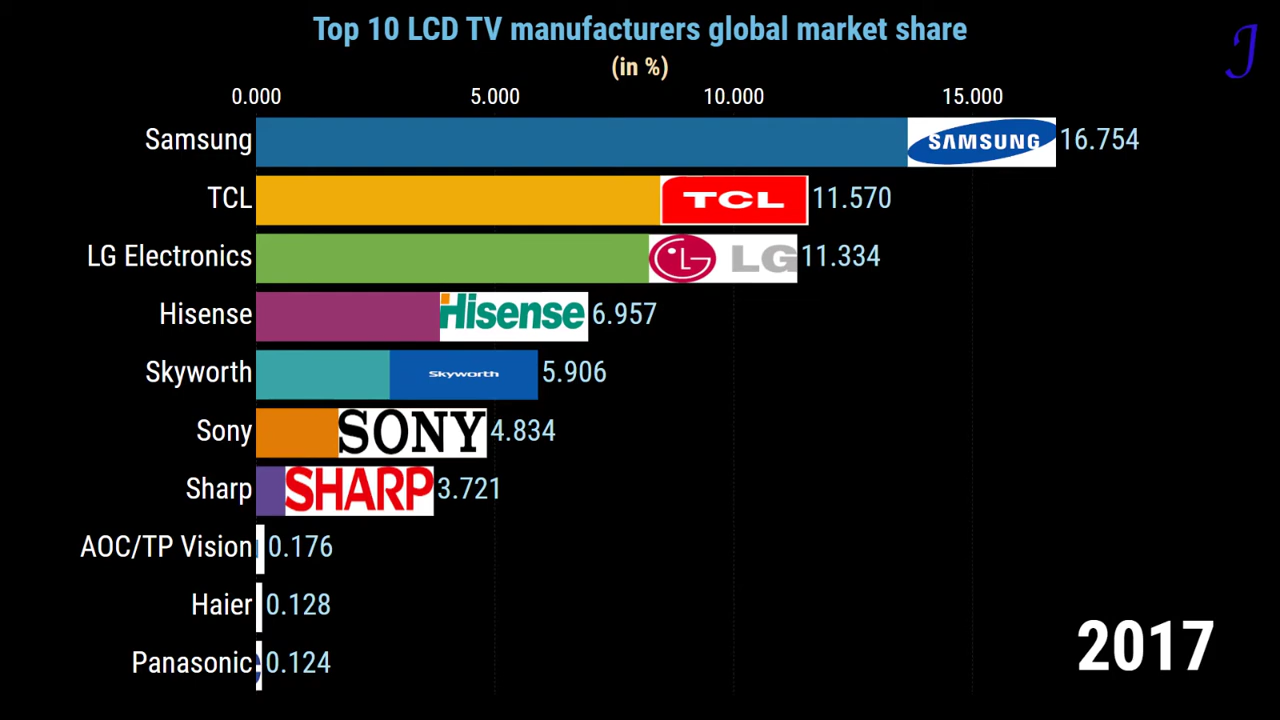 Top 10 LCD TV manufacturers global market share
(in %)
J
0.000 5.000 10.000 15.000
Samsung SAMSUNG 16.754
TCL TCL 11.570
LG Electronics LG LG 11.334
Hisense Hisense 6.957
Skyworth Skyworth 5.906
Sony SONY 4.834
Sharp SHARP 3.721
AOC/TP Vision 0.176
Haier 0.128
Panasonic 0.124
2017